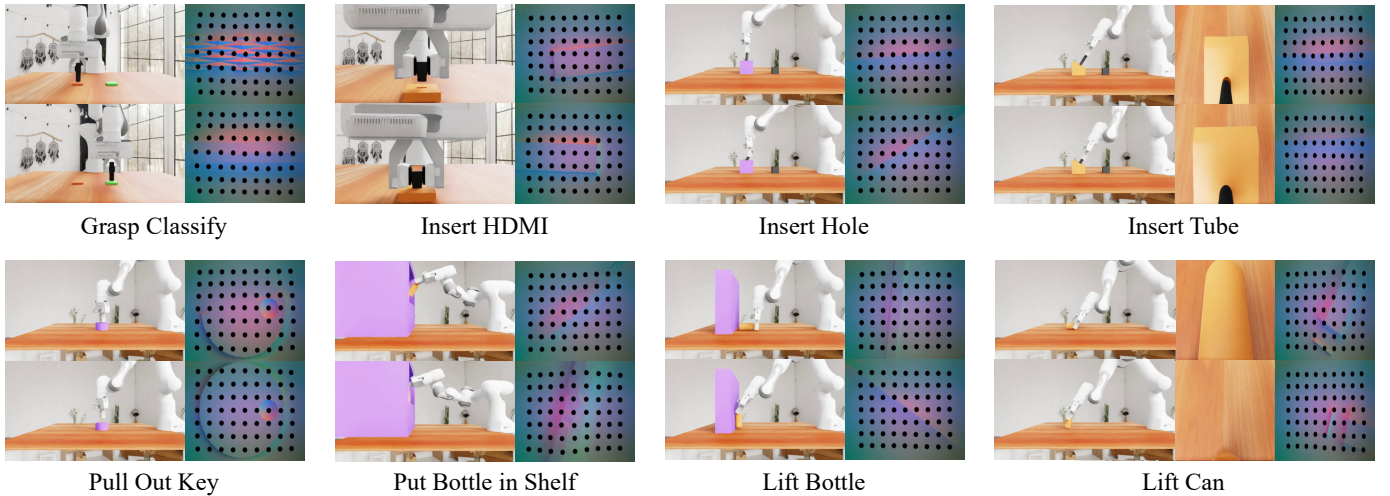 Grasp Classify
Insert HDMI
Insert Hole
Insert Tube
Pull Out Key
Put Bottle in Shelf
Lift Bottle
Lift Can